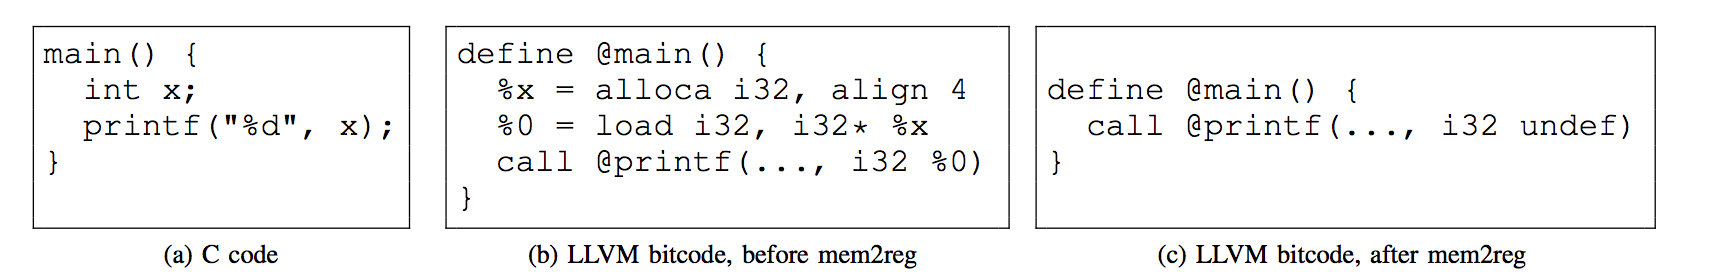 main() {
  int x;
  printf("%d", x);
}
(a) C code
define @main() {
  %x = alloca i32, align 4
  %0 = load i32, i32* %x
  call @printf(..., i32 %0)
}
(b) LLVM bitcode, before mem2reg
define @main() {
  call @printf(..., i32 undef)
}
(c) LLVM bitcode, after mem2reg